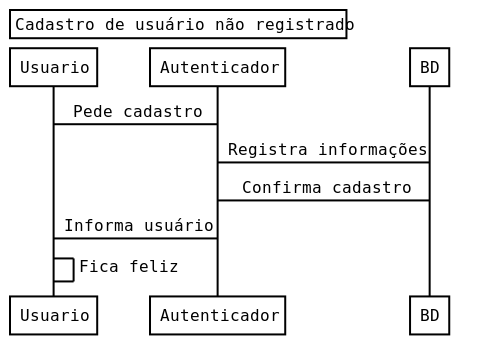 Cadastro de usuário não registrado
Usuario Autenticador BD
Pede cadastro
Registra informações
Confirma cadastro
Informa usuário
Fica feliz
Usuario Autenticador BD